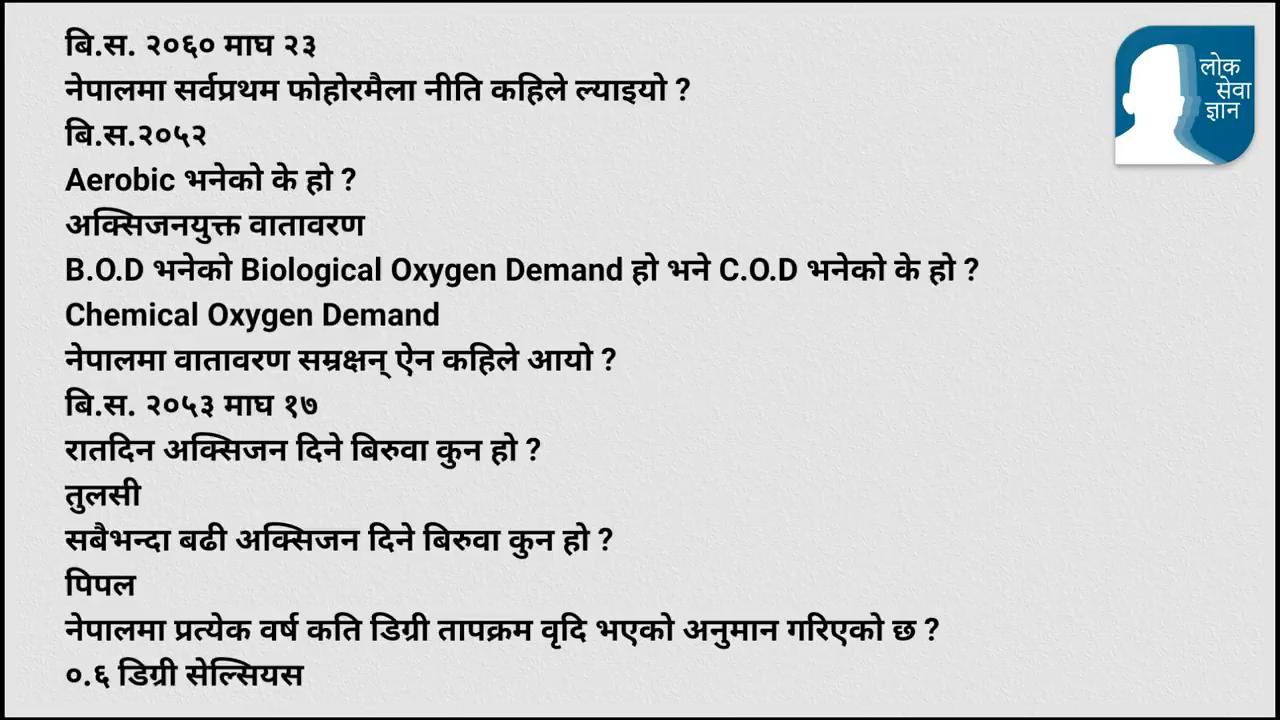 बि.स. २०६० माघ २३
नेपालमा सर्वप्रथम फोहोरमैला नीति कहिले ल्याइयो ?
बि.स.२०५२
Aerobic भनेको के हो ?
अक्सिजनयुक्त वातावरण
B.O.D भनेको Biological Oxygen Demand हो भने C.O.D भनेको के हो ?
Chemical Oxygen Demand
नेपालमा वातावरण सम्रक्षन् ऐन कहिले आयो ?
बि.स. २०५३ माघ १७
रातदिन अक्सिजन दिने बिरुवा कुन हो ?
तुलसी
सबैभन्दा बढी अक्सिजन दिने बिरुवा कुन हो ?
पिपल
नेपालमा प्रत्येक वर्ष कति डिग्री तापक्रम वृदि भएको अनुमान गरिएको छ ?
०.६ डिग्री सेल्सियस
लोक
सेवा
ज्ञान